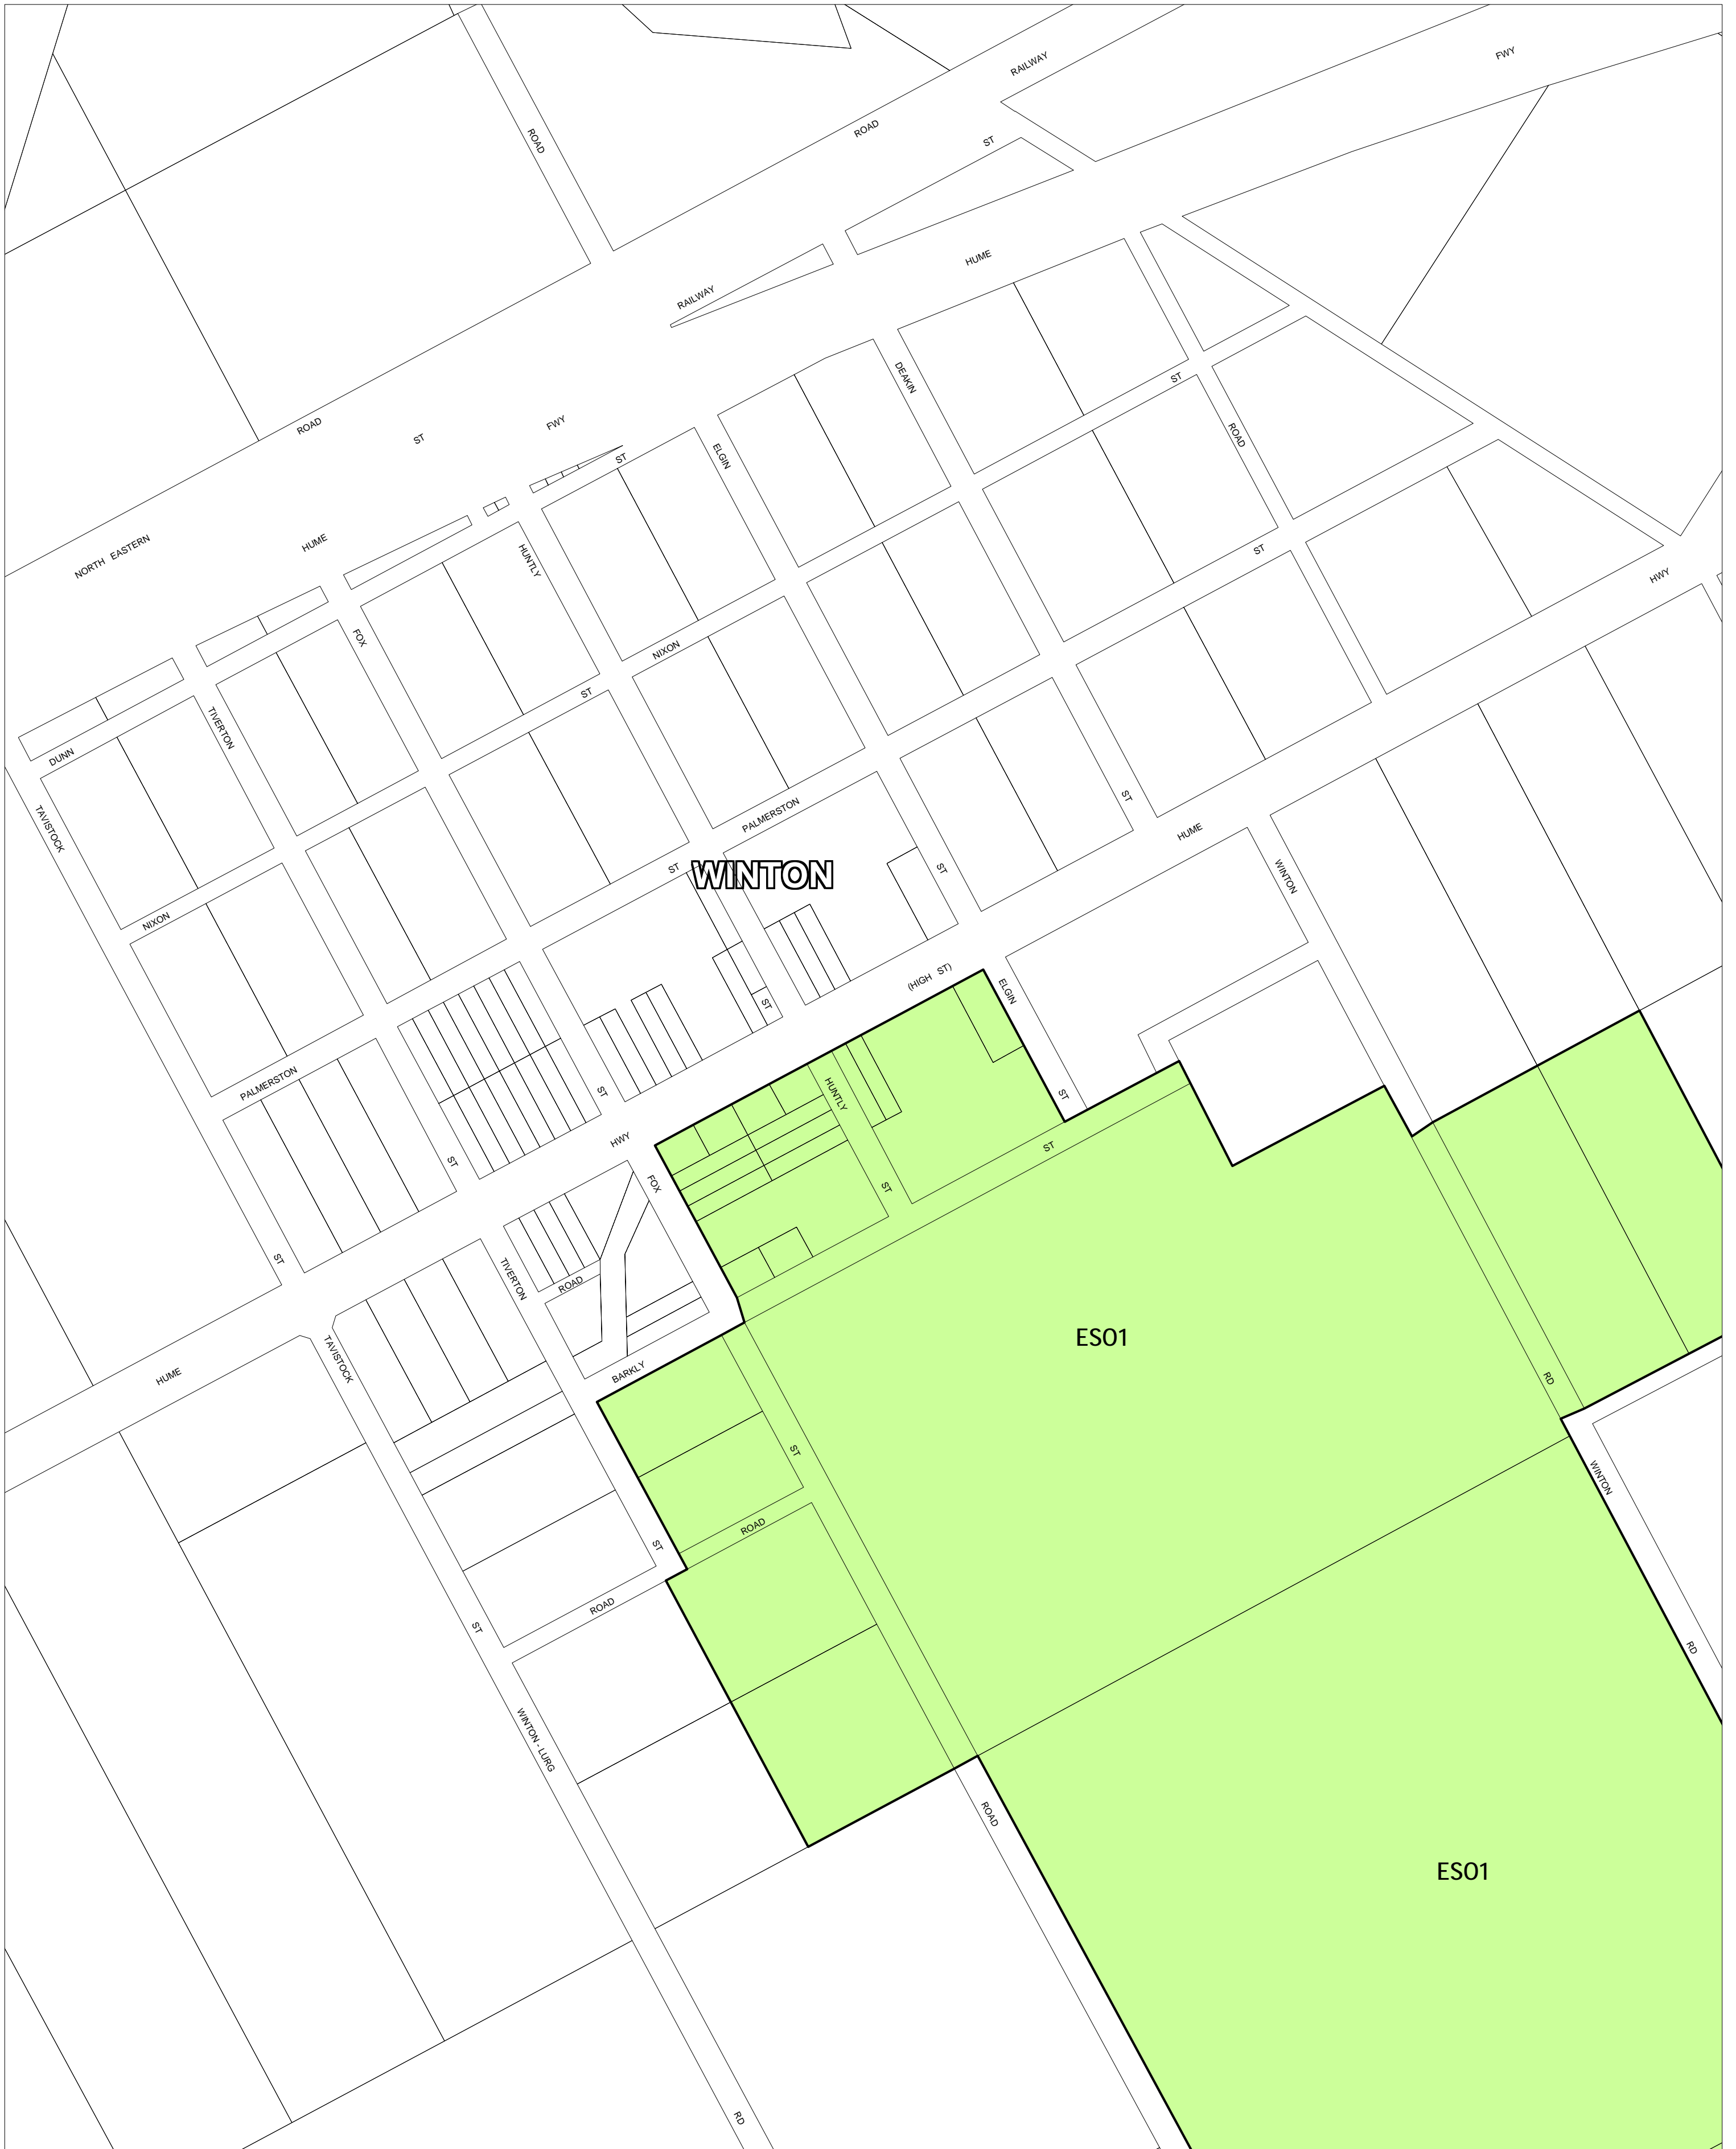 RAILWAY
FWY
ROAD
ROAD
ST
HUME
RAILWAY
DEAKIN
ST
ROAD
ST
FWY
ROAD
ELGIN
ST
NORTH EASTERN
HUME
HUNTLY
ST
HWY
FOX
NIXON
ST
TIVERTON
DUNN
TAVISTOCK
PALMERSTON
ST
HUME
ST
WINTON
ST
WINTON
NIXON
(HIGH ST)
ELGIN
ST
PALMERSTON
ST
HUNTLY
ST
HWY
ST
ST
FOX
ST
ST
TIVERTON
ROAD
ESO1
TAVISTOCK
HUME
BARKLY
RD
ST
WINTON
ROAD
ST
ROAD
ST
RD
WINTON - LURG
ROAD
ESO1
RD